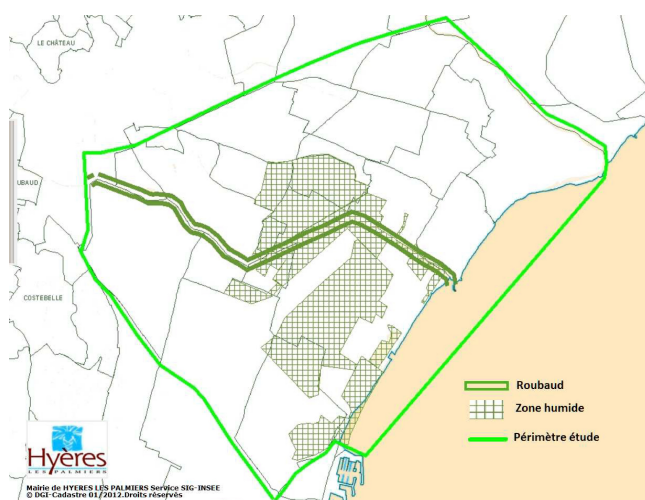 LE CHÂTEAU
UBAUD
COSTEBELLE
Roubaud
Zone humide
Périmètre étude
Hyères
LES PALMIERS
Mairie de HYERES LES PALMIERS Service SIG-INSEE
© DGI-Cadastre 01/2012.Droits réservés